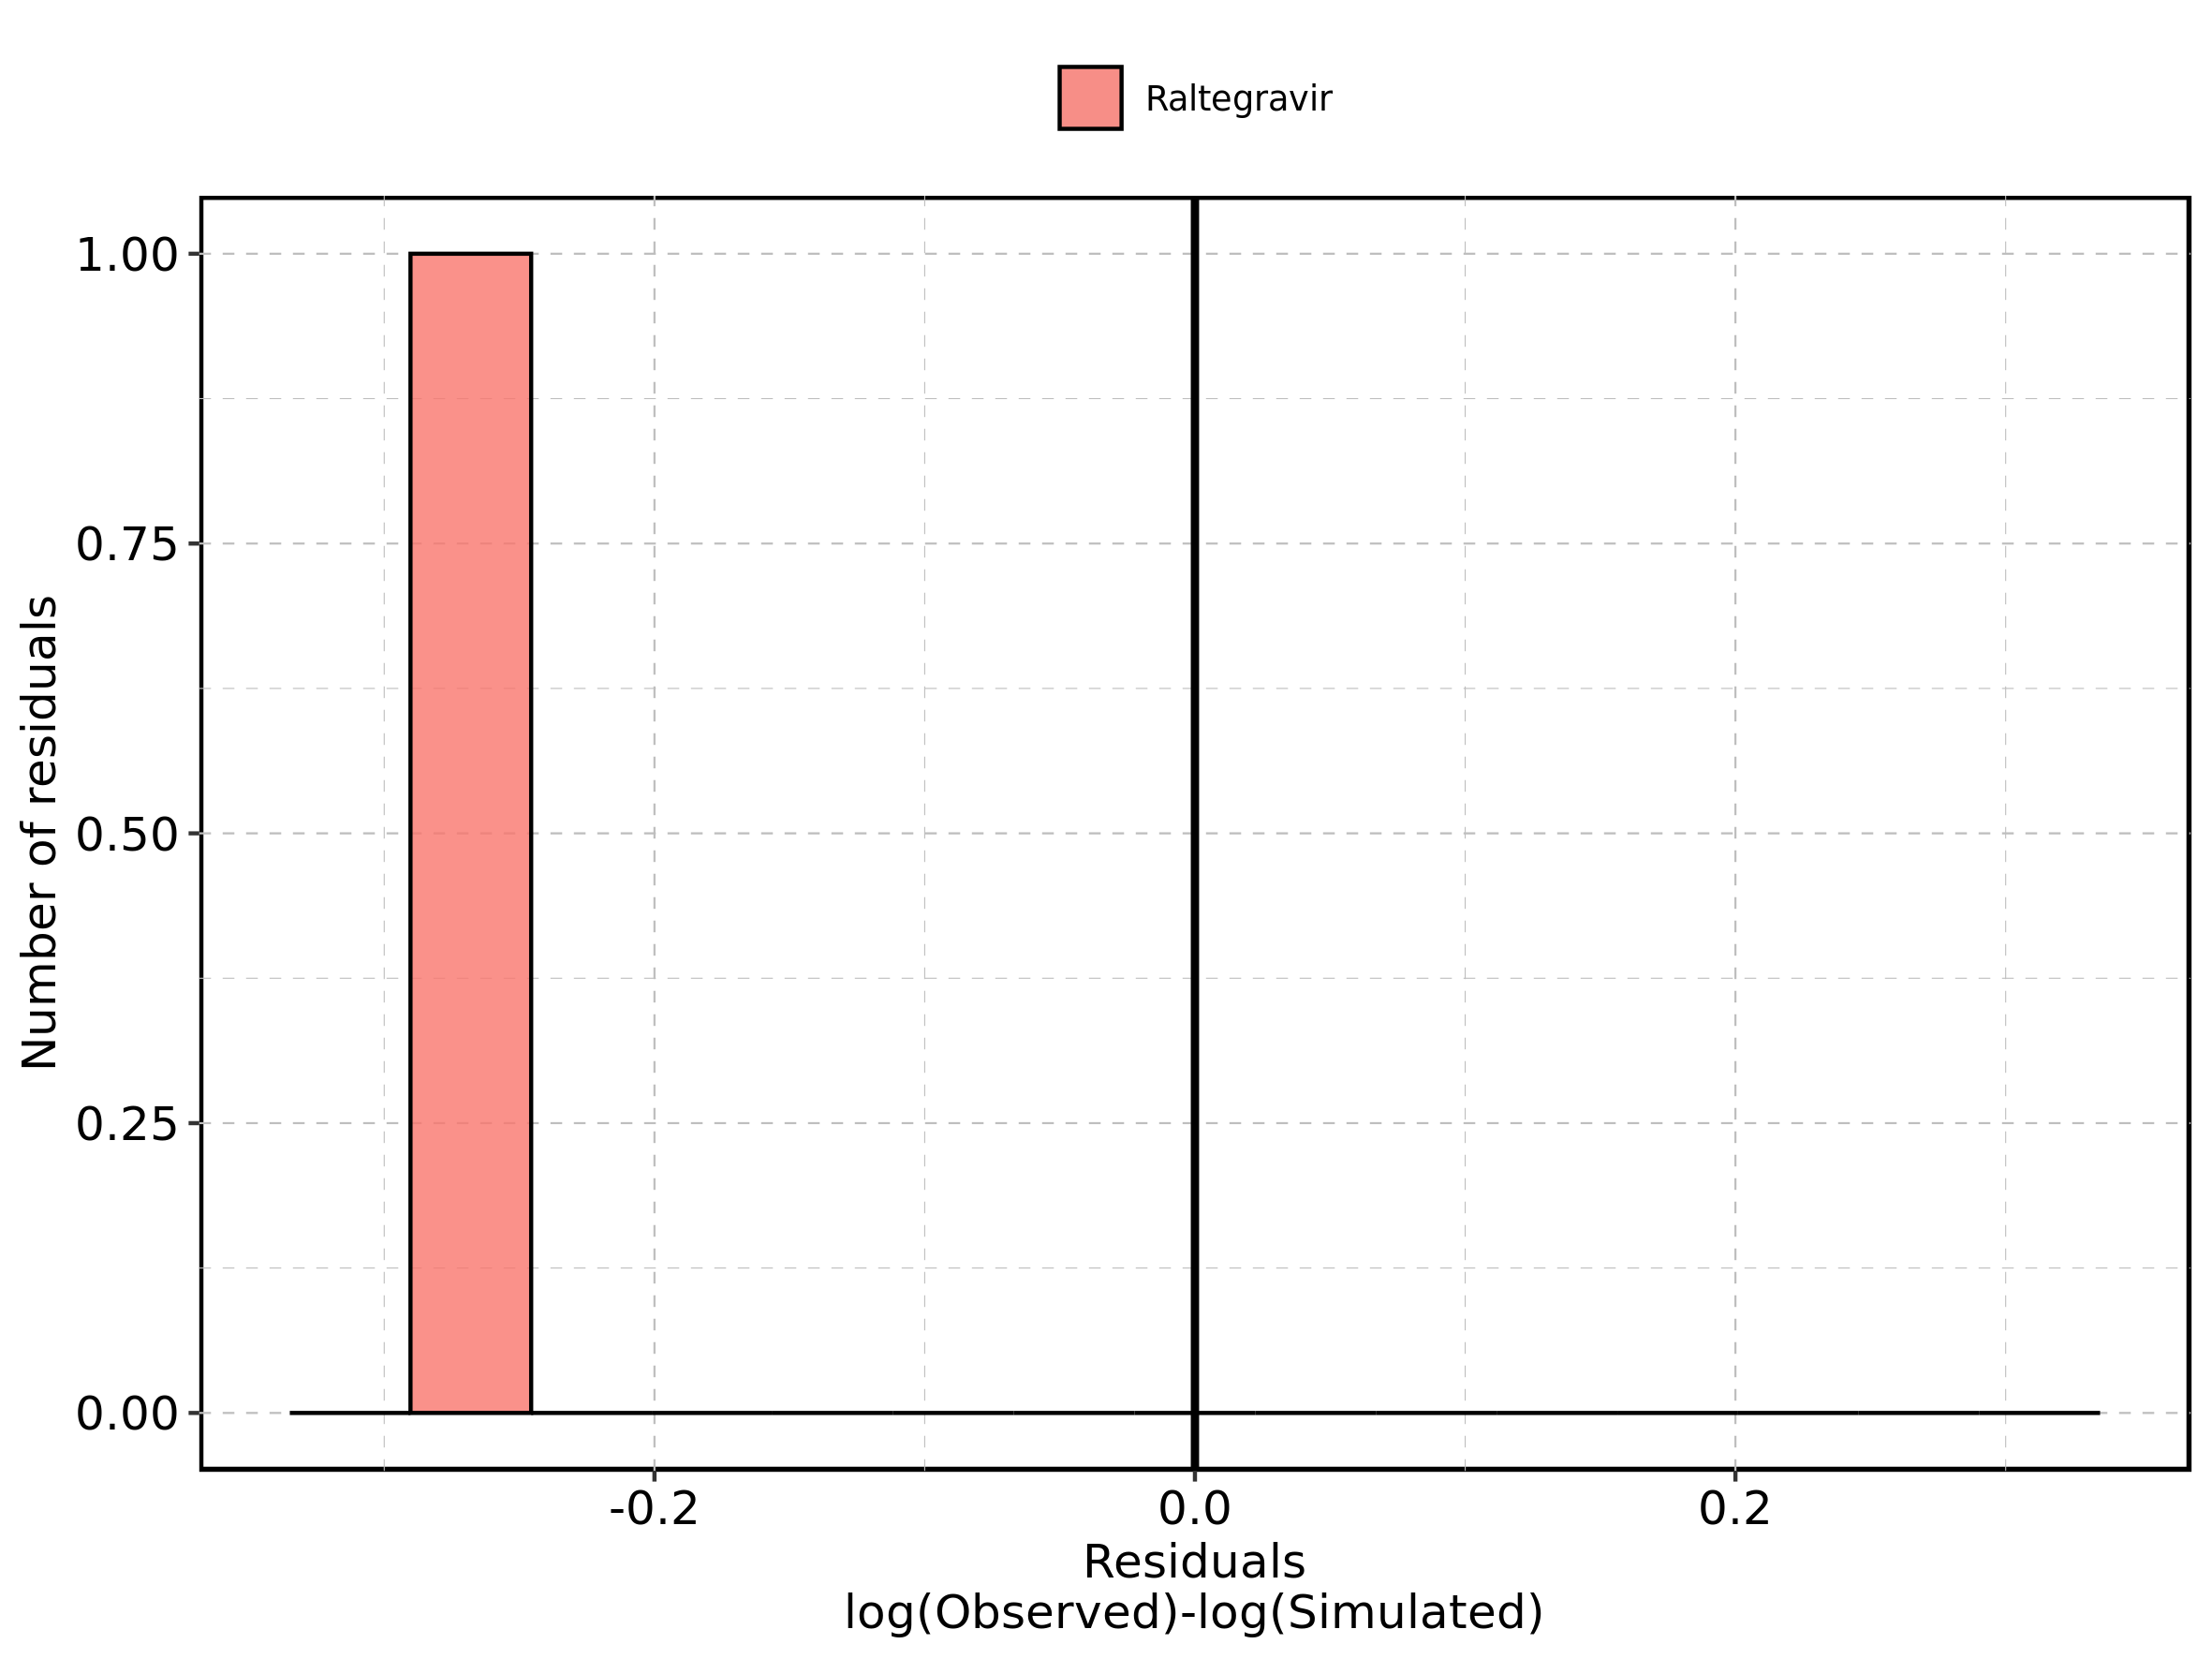 Raltegravir
1.00
0.75
0.50
0.25
0.00
Number of residuals
-0.2
0.0
0.2
Residuals
log(Observed)-log(Simulated)